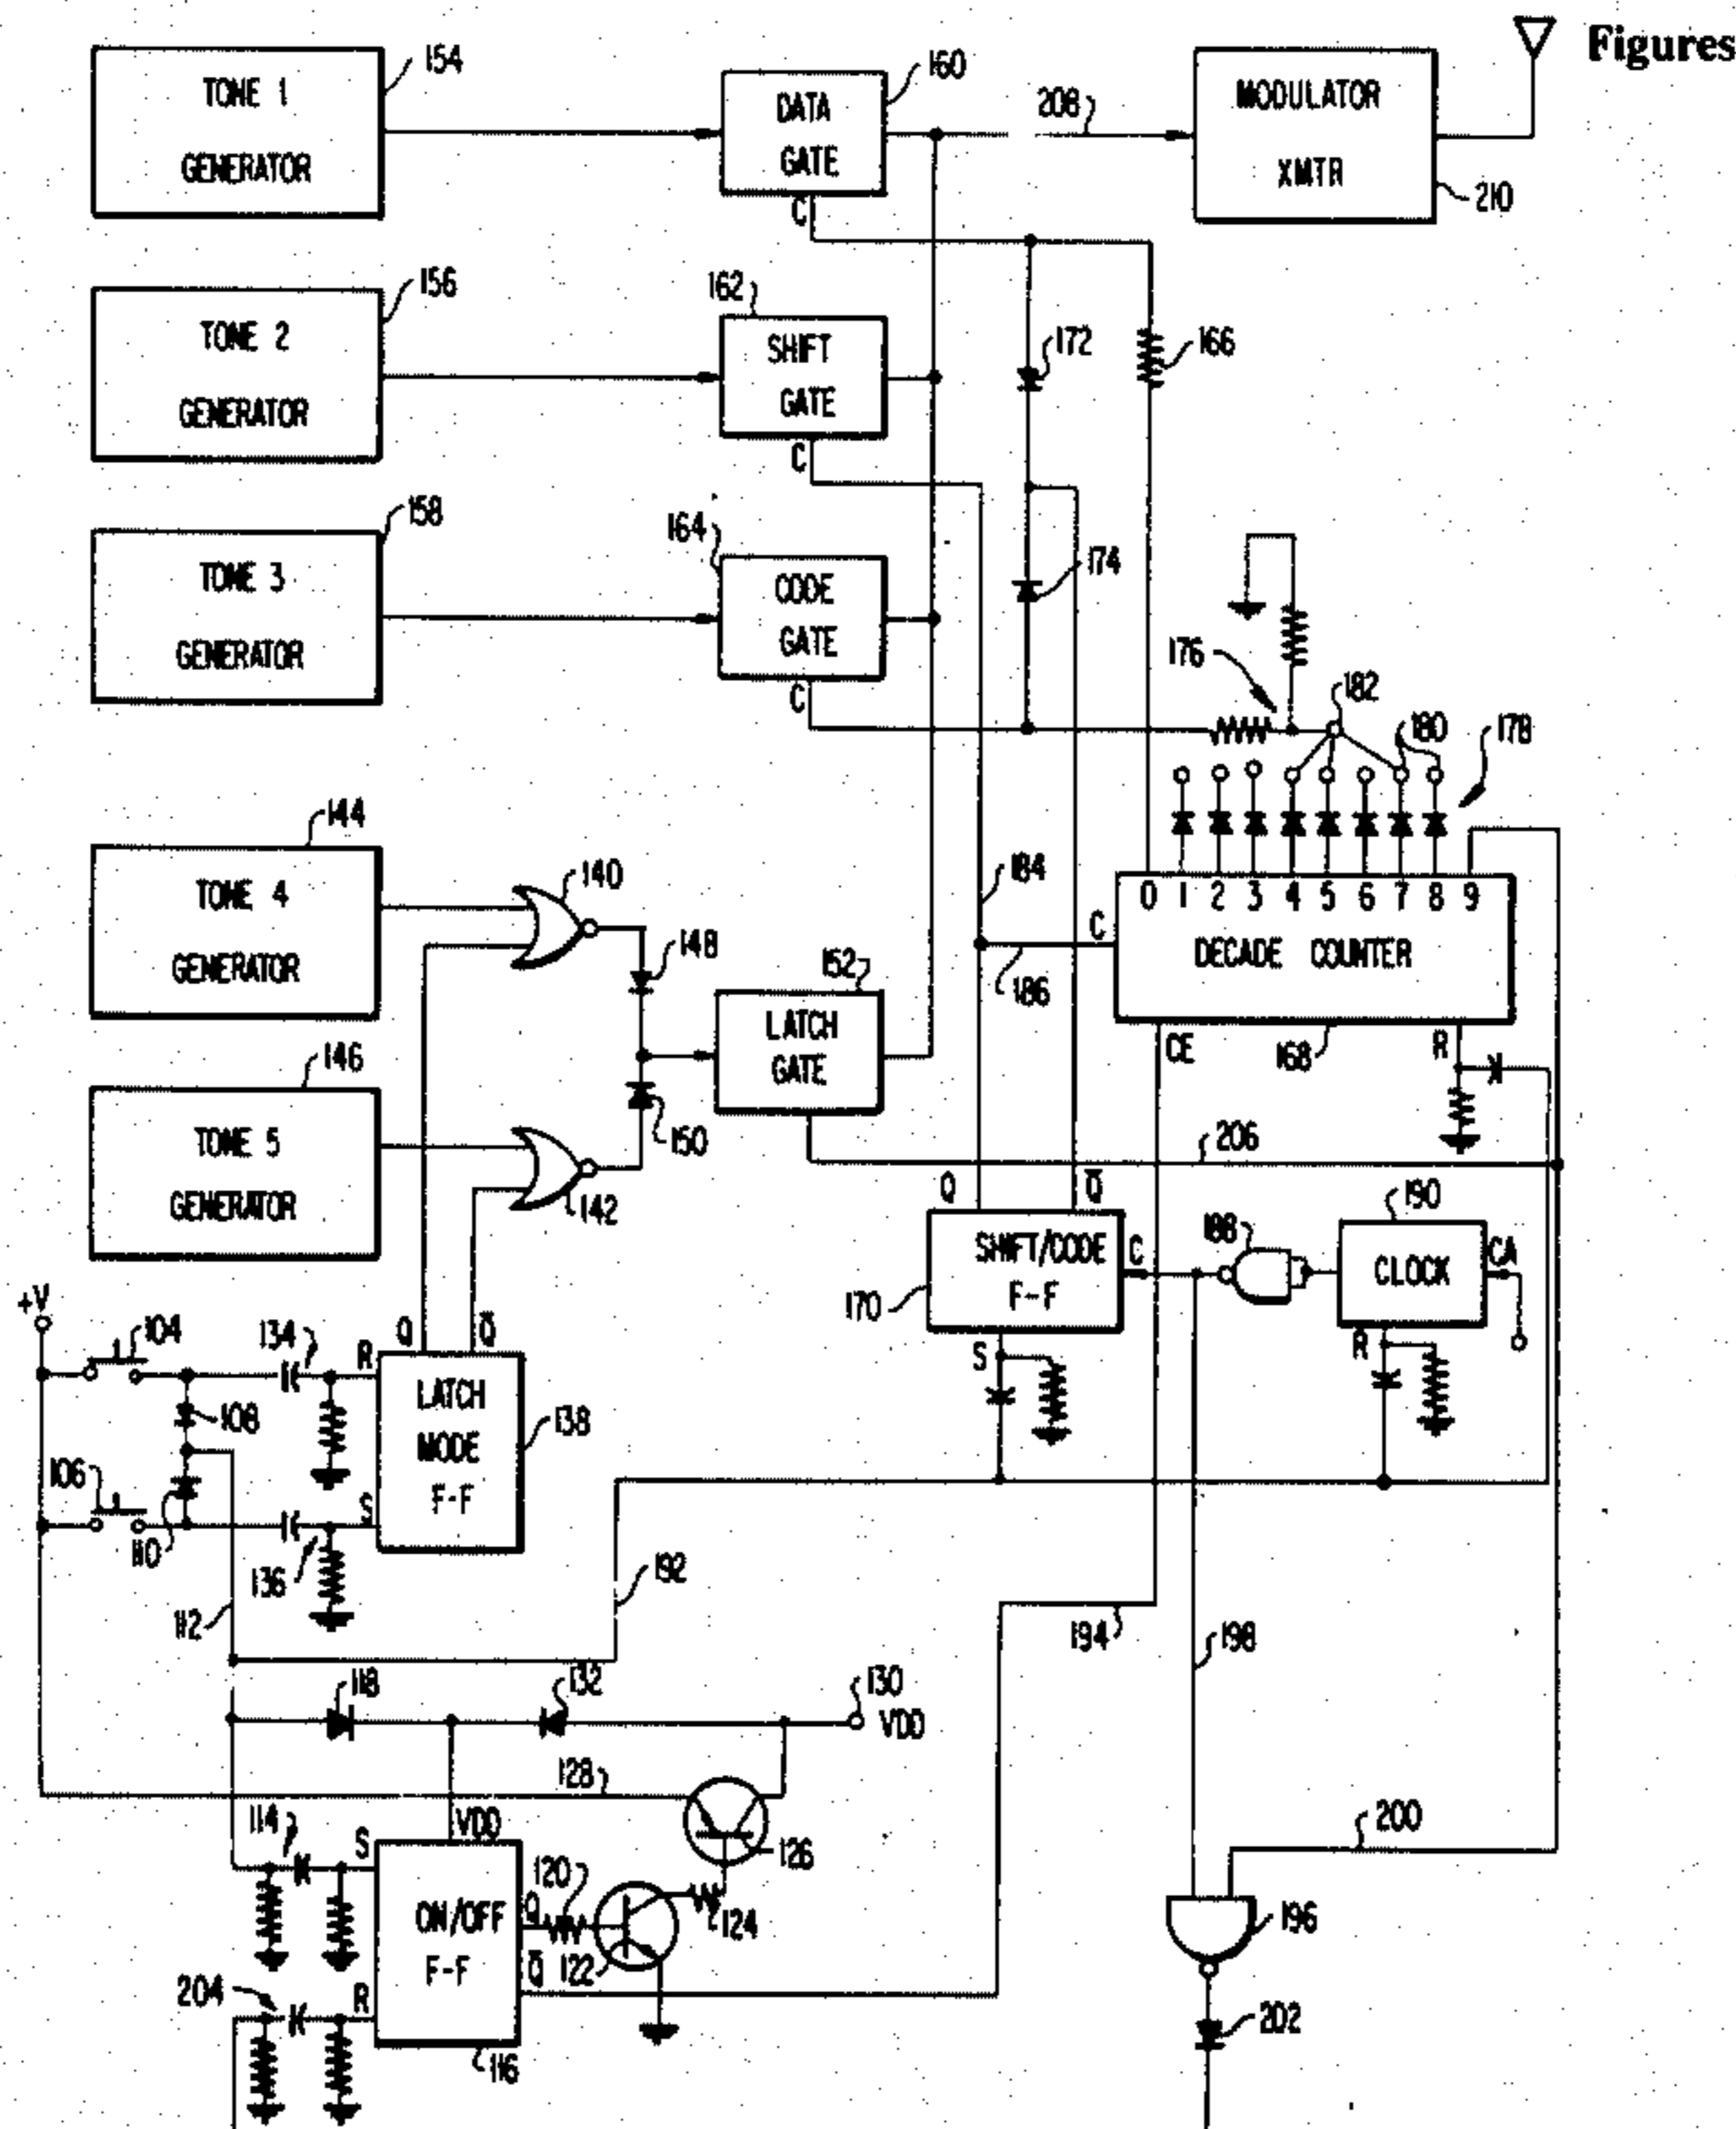 Figures
TONE 1
GENERATOR
154
DATA
GATE
160
208
MODULATOR
XMTR
210
C
TONE 2
GENERATOR
156
162
SHIFT
GATE
C
172
166
TONE 3
GENERATOR
158
164
CODE
GATE
C
174
176
182
180
178
TONE 4
GENERATOR
144
140
148
152
LATCH
GATE
184
186
C
0 1 2 3 4 5 6 7 8 9
DECADE COUNTER
CE
168
R
TONE 5
GENERATOR
146
142
150
206
Q
Q̄
SHIFT/CODE
F-F
170
C
S
188
190
CLOCK
CA
R
+V
104
134
R
Q
Q̄
108
LATCH
MODE
F-F
138
106
110
136
S
112
192
194
198
118
132
130
VDD
128
114
S
VDD
126
120
Q
ON/OFF
F-F
122
124
Q̄
204
R
116
200
196
202